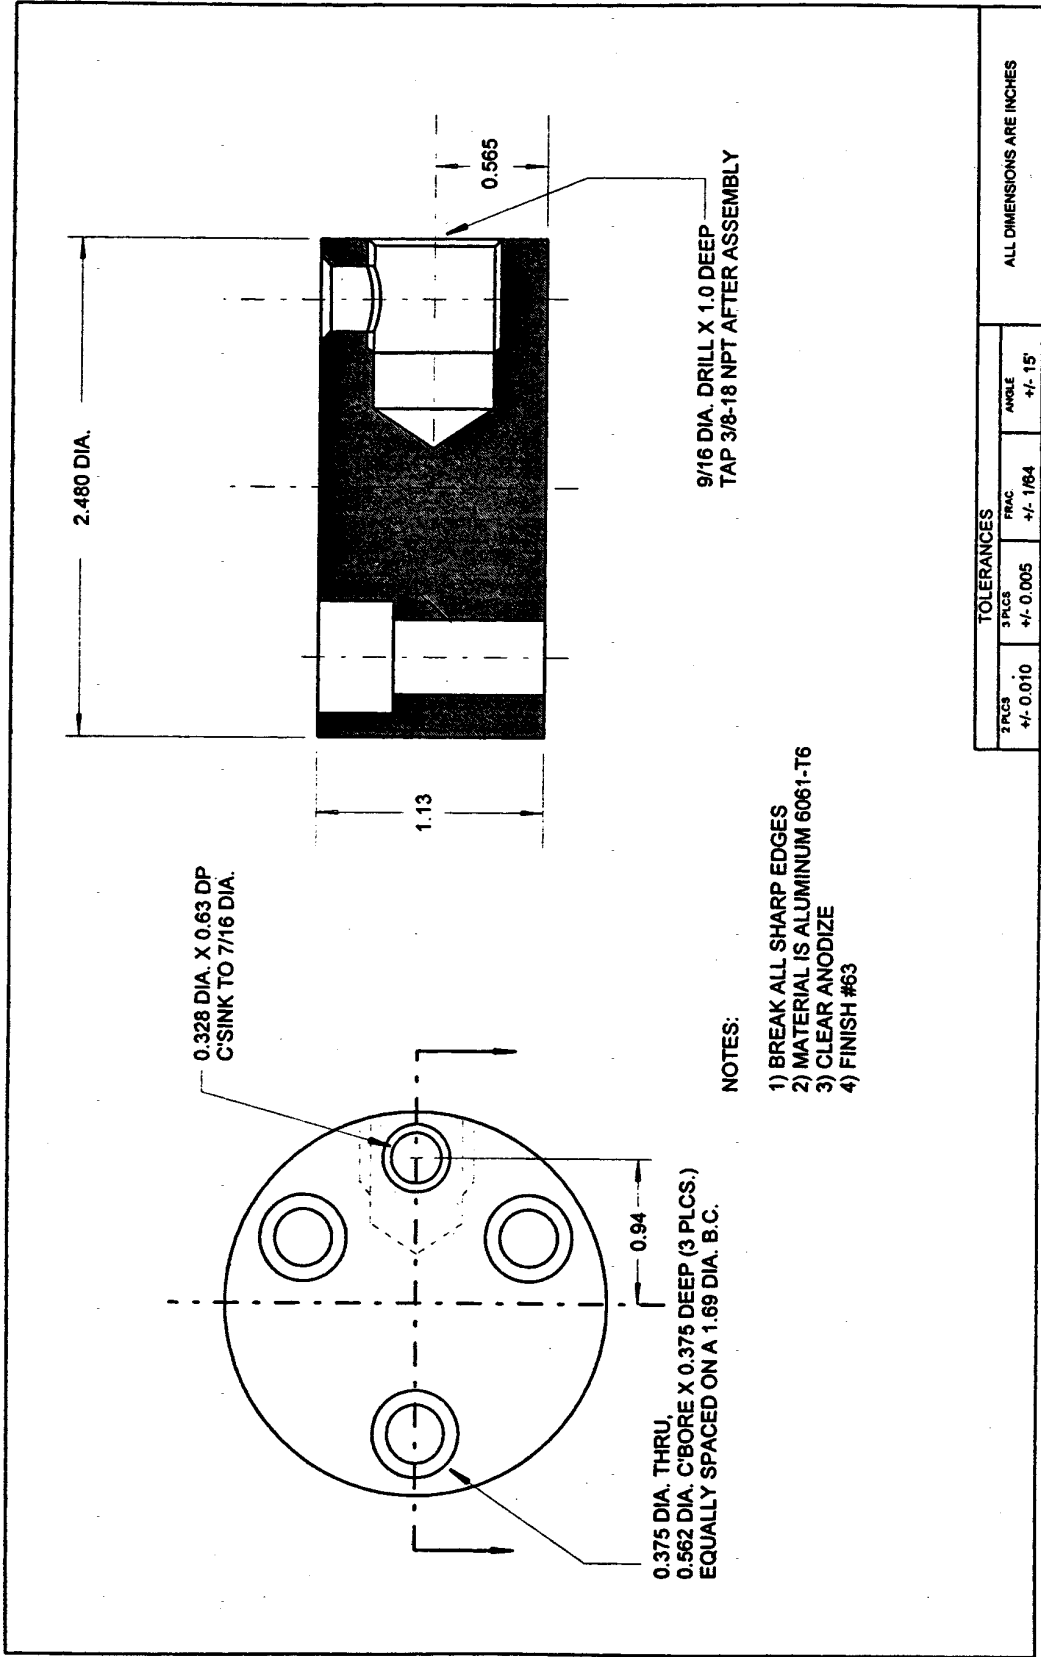 0.328 DIA. X 0.63 DP
C'SINK TO 7/16 DIA.
2.480 DIA.
1.13
0.565
0.94
0.375 DIA. THRU,
0.562 DIA. C'BORE X 0.375 DEEP (3 PLCS.)
EQUALLY SPACED ON A 1.69 DIA. B.C.
9/16 DIA. DRILL X 1.0 DEEP
TAP 3/8-18 NPT AFTER ASSEMBLY
NOTES:
1) BREAK ALL SHARP EDGES
2) MATERIAL IS ALUMINUM 6061-T6
3) CLEAR ANODIZE
4) FINISH #63
TOLERANCES
2 PLCS 3 PLCS FRAC. ANGLE
+/- 0.010 +/- 0.005 +/- 1/64 +/- 15'
ALL DIMENSIONS ARE INCHES